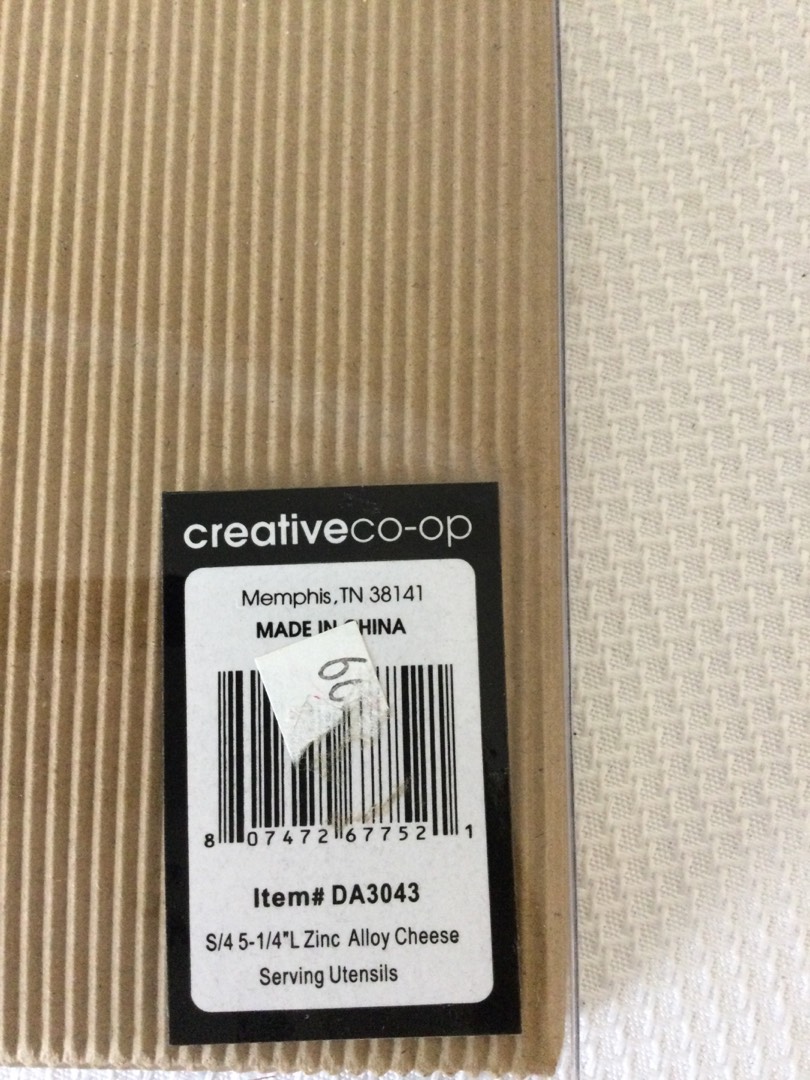 creativeco-op
Memphis, TN 38141
MADE IN CHINA
8 07472 67752 1
Item# DA3043
S/4 5-1/4"L Zinc Alloy Cheese
Serving Utensils